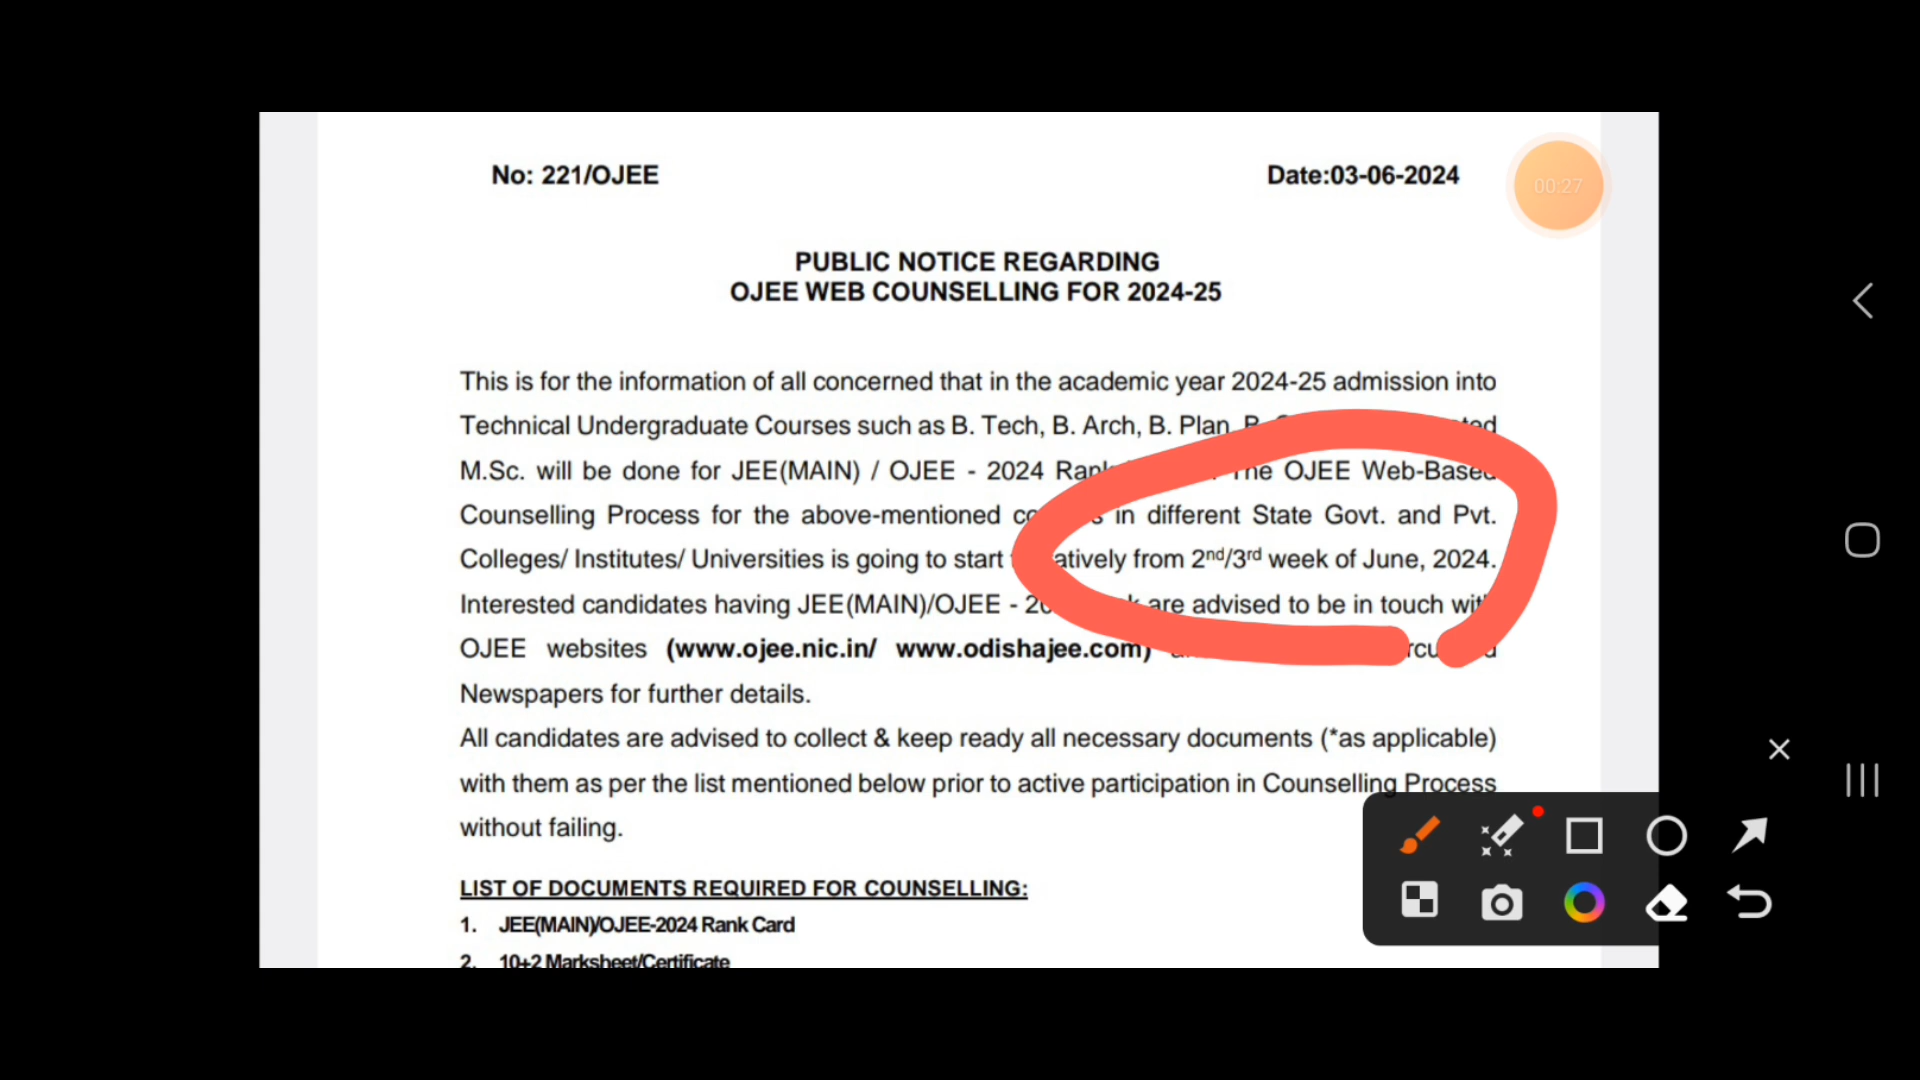 No: 221/OJEE Date:03-06-2024
00:27
PUBLIC NOTICE REGARDING
OJEE WEB COUNSELLING FOR 2024-25
This is for the information of all concerned that in the academic year 2024-25 admission into
Technical Undergraduate Courses such as B. Tech, B. Arch, B. Plan,
M.Sc. will be done for JEE(MAIN) / OJEE - 2024 The OJEE Web-Based
Counselling Process for the above-mentioned in different State Govt. and Pvt.
Colleges/ Institutes/ Universities is going to start from 2nd/3rd week of June, 2024.
Interested candidates having JEE(MAIN)/OJEE - are advised to be in touch with
OJEE websites (www.ojee.nic.in/ www.odishajee.com)
Newspapers for further details.
All candidates are advised to collect & keep ready all necessary documents (*as applicable)
with them as per the list mentioned below prior to active participation in Counselling Process
without failing.
LIST OF DOCUMENTS REQUIRED FOR COUNSELLING:
1. JEE(MAIN)/OJEE-2024 Rank Card
2. 10+2 Marksheet/Certificate